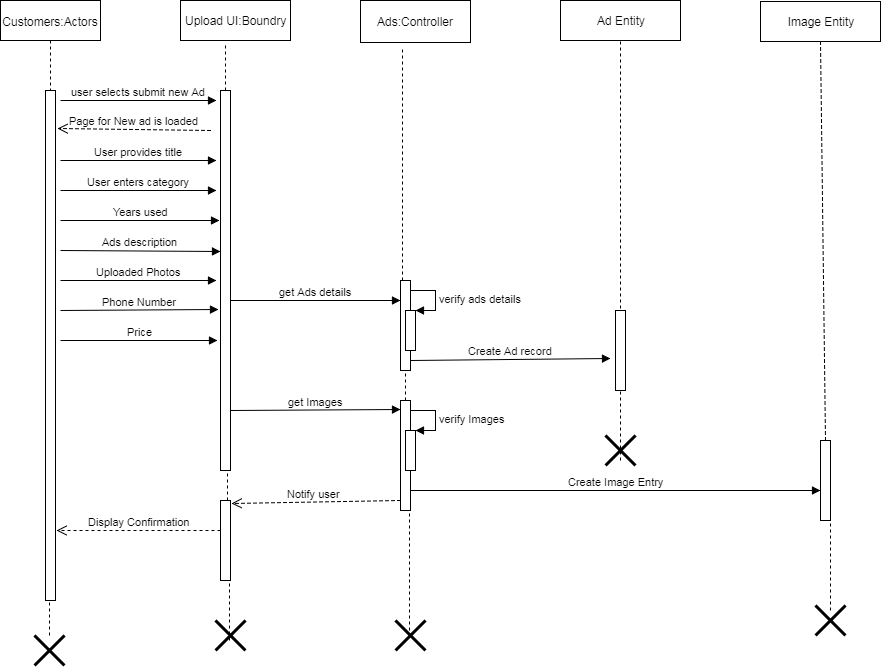 Customers:Actors
Upload UI:Boundry
Ads:Controller
Ad Entity
Image Entity
user selects submit new Ad
Page for New ad is loaded
User provides title
User enters category
Years used
Ads description
Uploaded Photos
get Ads details
verify ads details
Phone Number
Price
Create Ad record
get Images
verify Images
Create Image Entry
Notify user
Display Confirmation